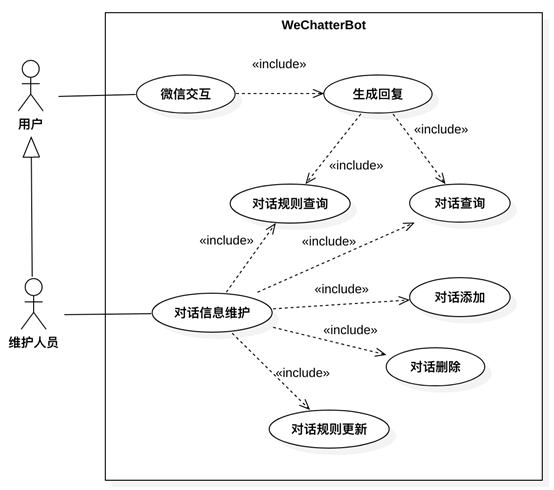 WeChatterBot
«include»
微信交互
生成回复
用户
«include»
«include»
对话规则查询
对话查询
«include»
«include»
«include»
对话添加
对话信息维护
维护人员
«include»
对话删除
«include»
对话规则更新